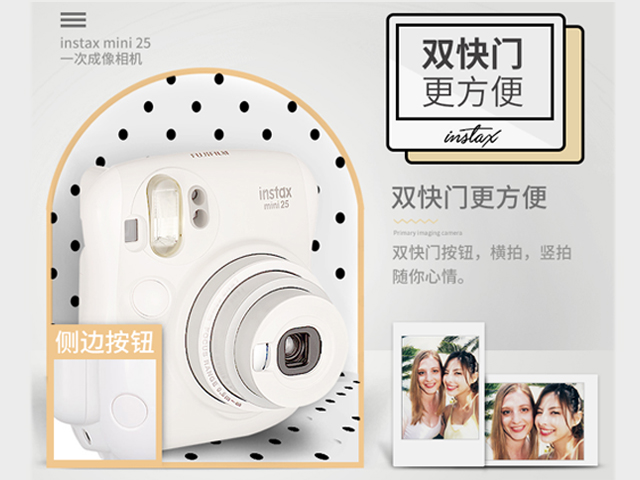 instax mini 25
一次成像相机
双快门
更方便
instax
双快门更方便
Primary imaging camera
双快门按钮，横拍，竖拍
随你心情。
FUJIFILM
instax
mini 25
侧边按钮